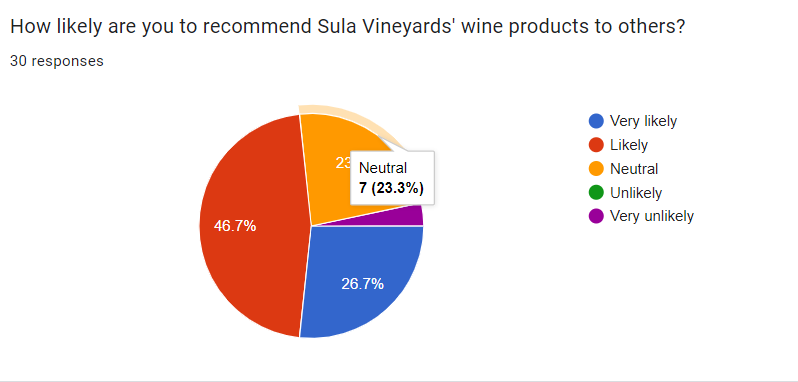 How likely are you to recommend Sula Vineyards' wine products to others?
30 responses
Very likely
Likely
Neutral
Unlikely
Very unlikely
23
Neutral
7 (23.3%)
46.7%
26.7%